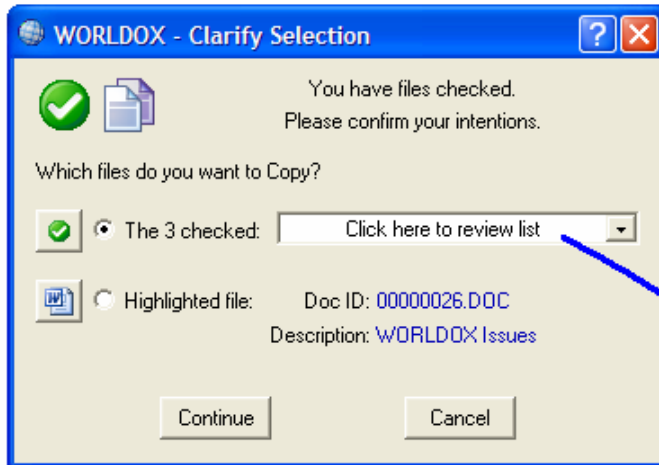 WORLDOX - Clarify Selection
You have files checked.
Please confirm your intentions.
Which files do you want to Copy?
The 3 checked: Click here to review list
Highlighted file: Doc ID: 00000026.DOC
Description: WORLDOX Issues
Continue Cancel